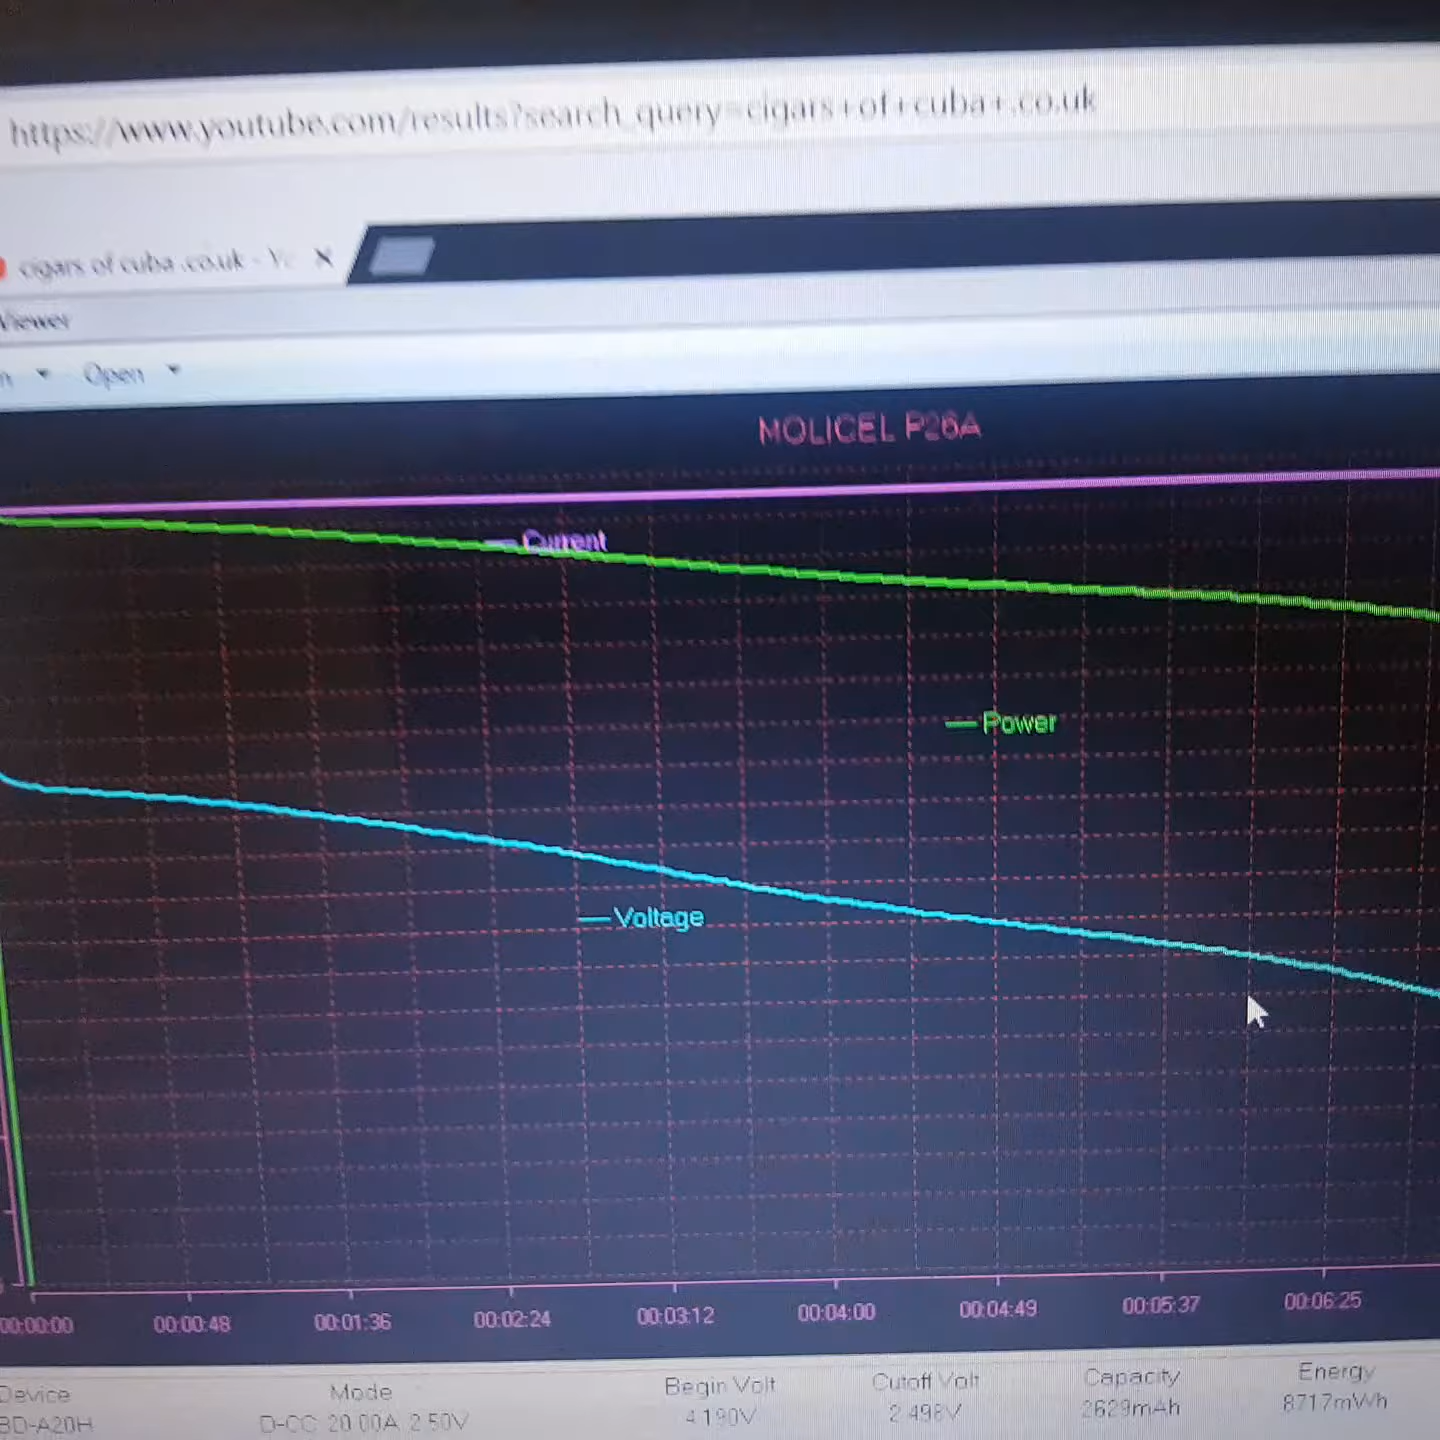 https://www.youtube.com/results?search_query=cigars+of+cuba+.co.uk
cigars of cuba .co.uk - Yo
Viewer
Open
MOLICEL P26A
Current
Power
Voltage
00:00:00 00:00:48 00:01:36 00:02:24 00:03:12 00:04:00 00:04:49 00:05:37 00:06:25
Device Mode Begin Volt Cutoff Volt Capacity Energy
BD-A20H D-CC 20.00A 2.50V 4.190V 2.498V 2629mAh 8717mWh